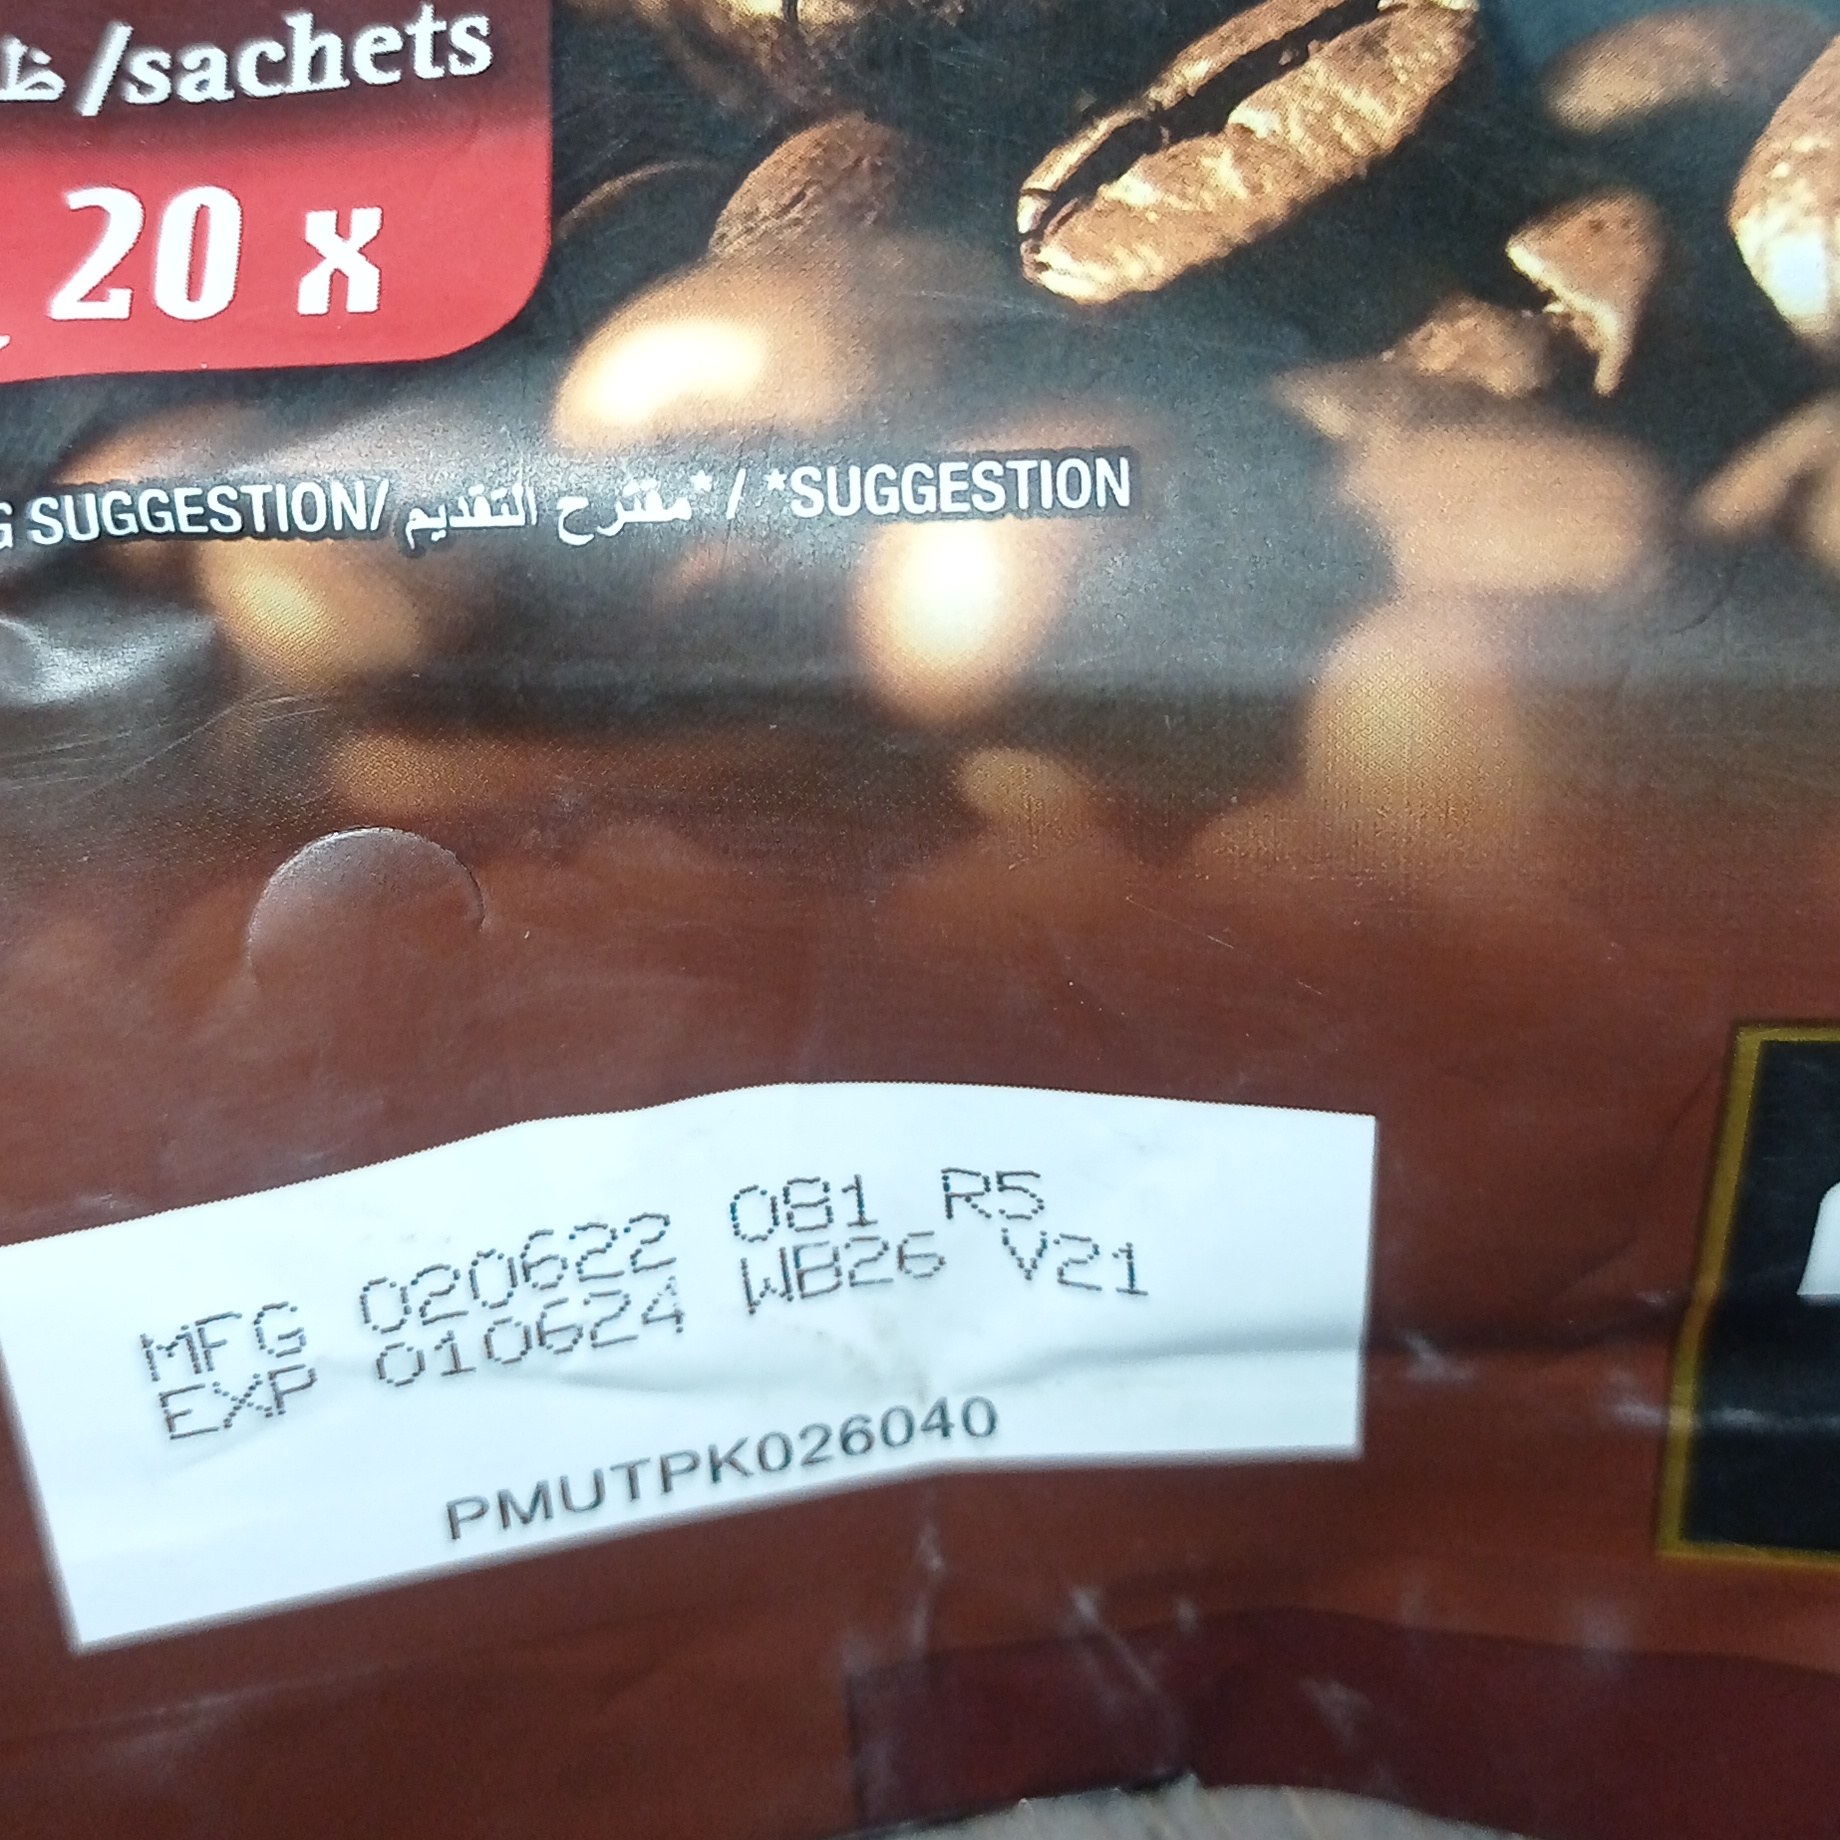 /sachets
20 x
SUGGESTION/ مقترح التقديم* / *SUGGESTION
MFG 020622 081 R5
EXP 010624 WB26 V21
PMUTPK026040